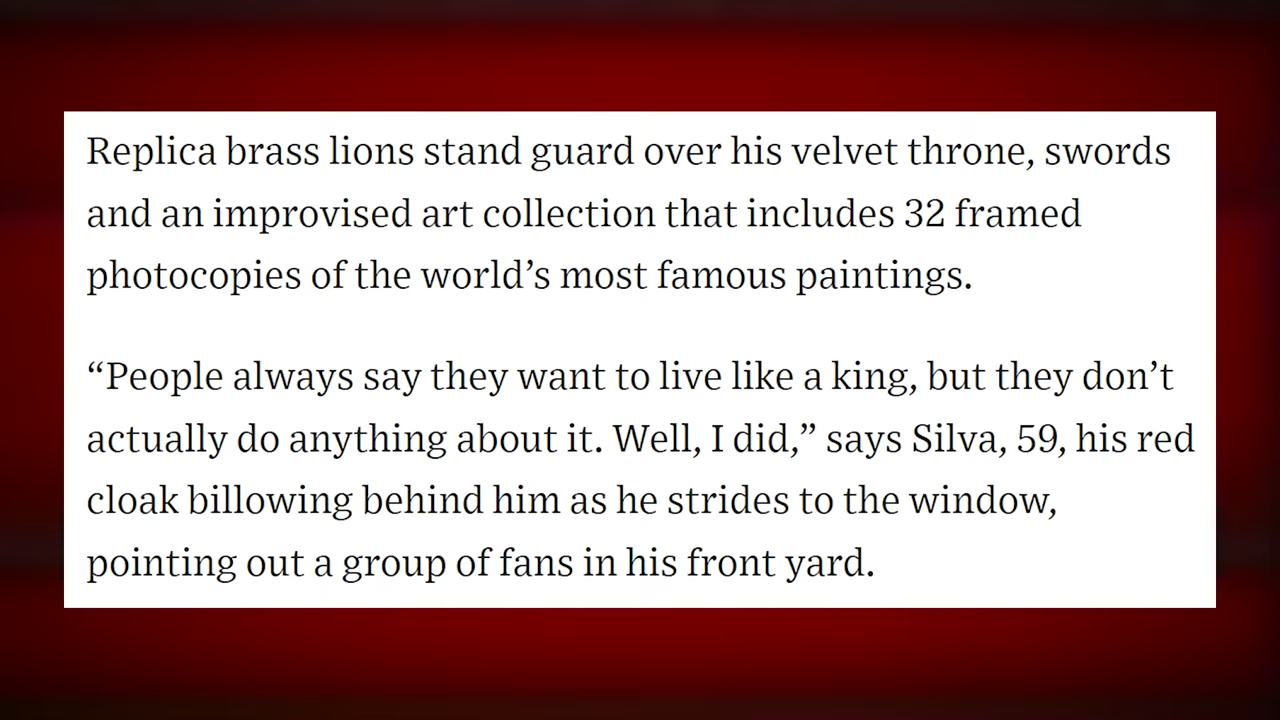 Replica brass lions stand guard over his velvet throne, swords
and an improvised art collection that includes 32 framed
photocopies of the world’s most famous paintings.
“People always say they want to live like a king, but they don’t
actually do anything about it. Well, I did,” says Silva, 59, his red
cloak billowing behind him as he strides to the window,
pointing out a group of fans in his front yard.